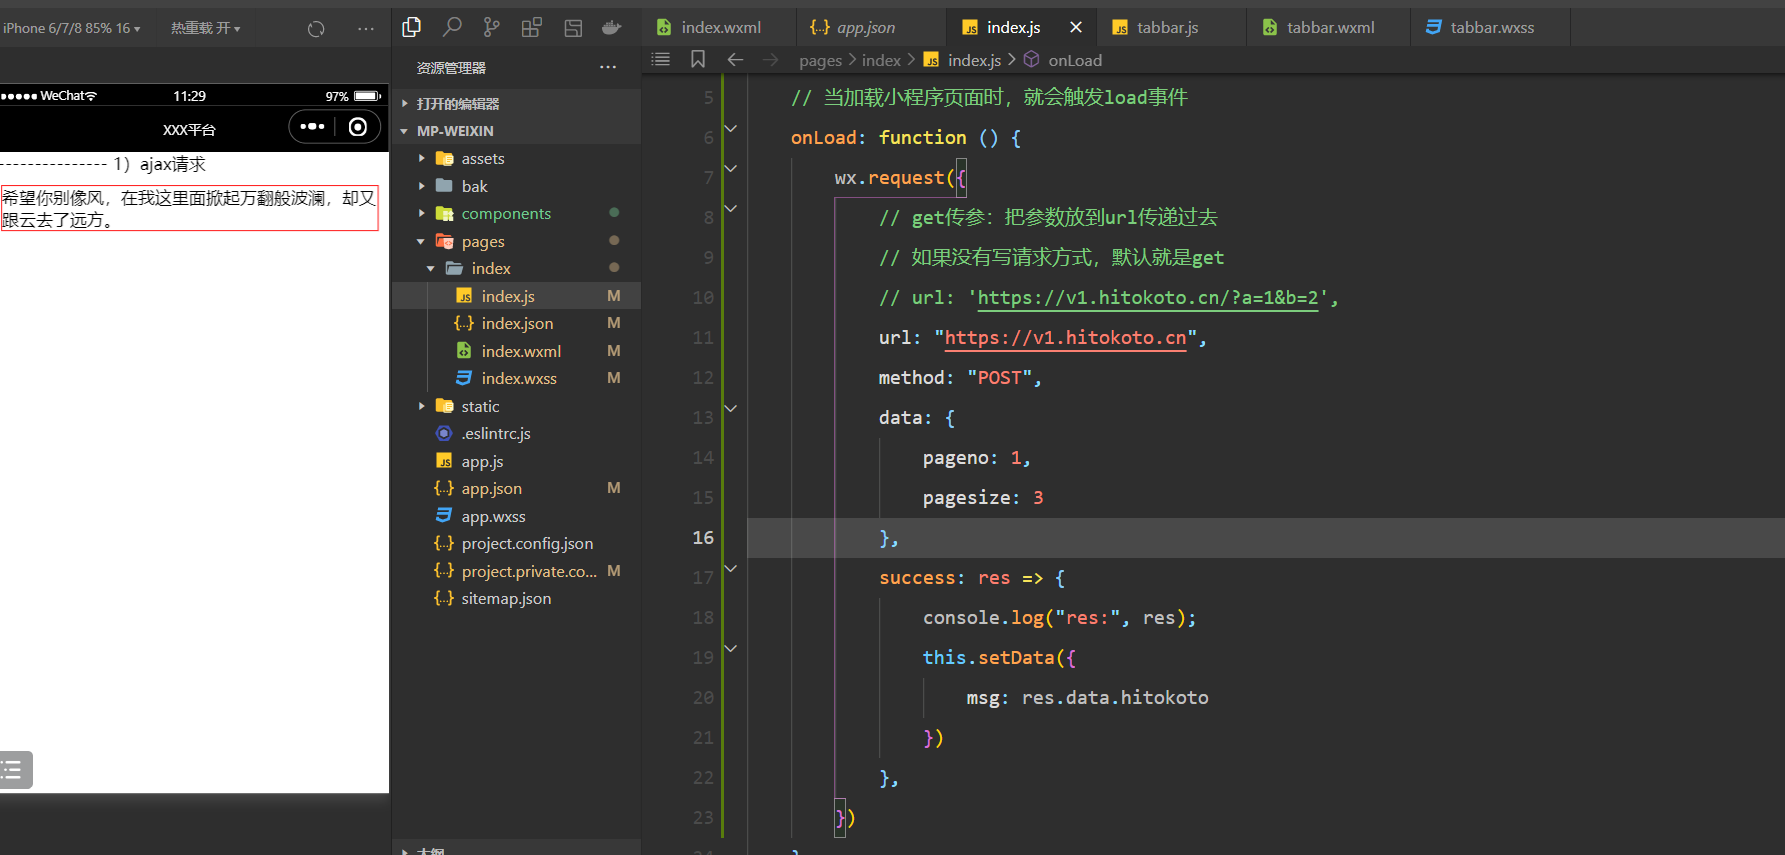 iPhone 6/7/8 85% 16
热重载 开
WeChat
11:29
97%
XXX平台
--------------- 1）ajax请求
希望你别像风，在我这里面掀起万翻般波澜，却又
跟云去了远方。
资源管理器
打开的编辑器
MP-WEIXIN
assets
bak
components
pages
index
index.js M
index.json M
index.wxml M
index.wxss M
static
.eslintrc.js
app.js
app.json M
app.wxss
project.config.json
project.private.co... M
sitemap.json
大纲
index.wxml
app.json
index.js
tabbar.js
tabbar.wxml
tabbar.wxss
pages > index > index.js > onLoad
5 // 当加载小程序页面时，就会触发load事件
6 onLoad: function () {
7 wx.request({
8 // get传参：把参数放到url传递过去
9 // 如果没有写请求方式，默认就是get
10 // url: 'https://v1.hitokoto.cn/?a=1&b=2',
11 url: "https://v1.hitokoto.cn",
12 method: "POST",
13 data: {
14 pageno: 1,
15 pagesize: 3
16 },
17 success: res => {
18 console.log("res:", res);
19 this.setData({
20 msg: res.data.hitokoto
21 })
22 },
23 })